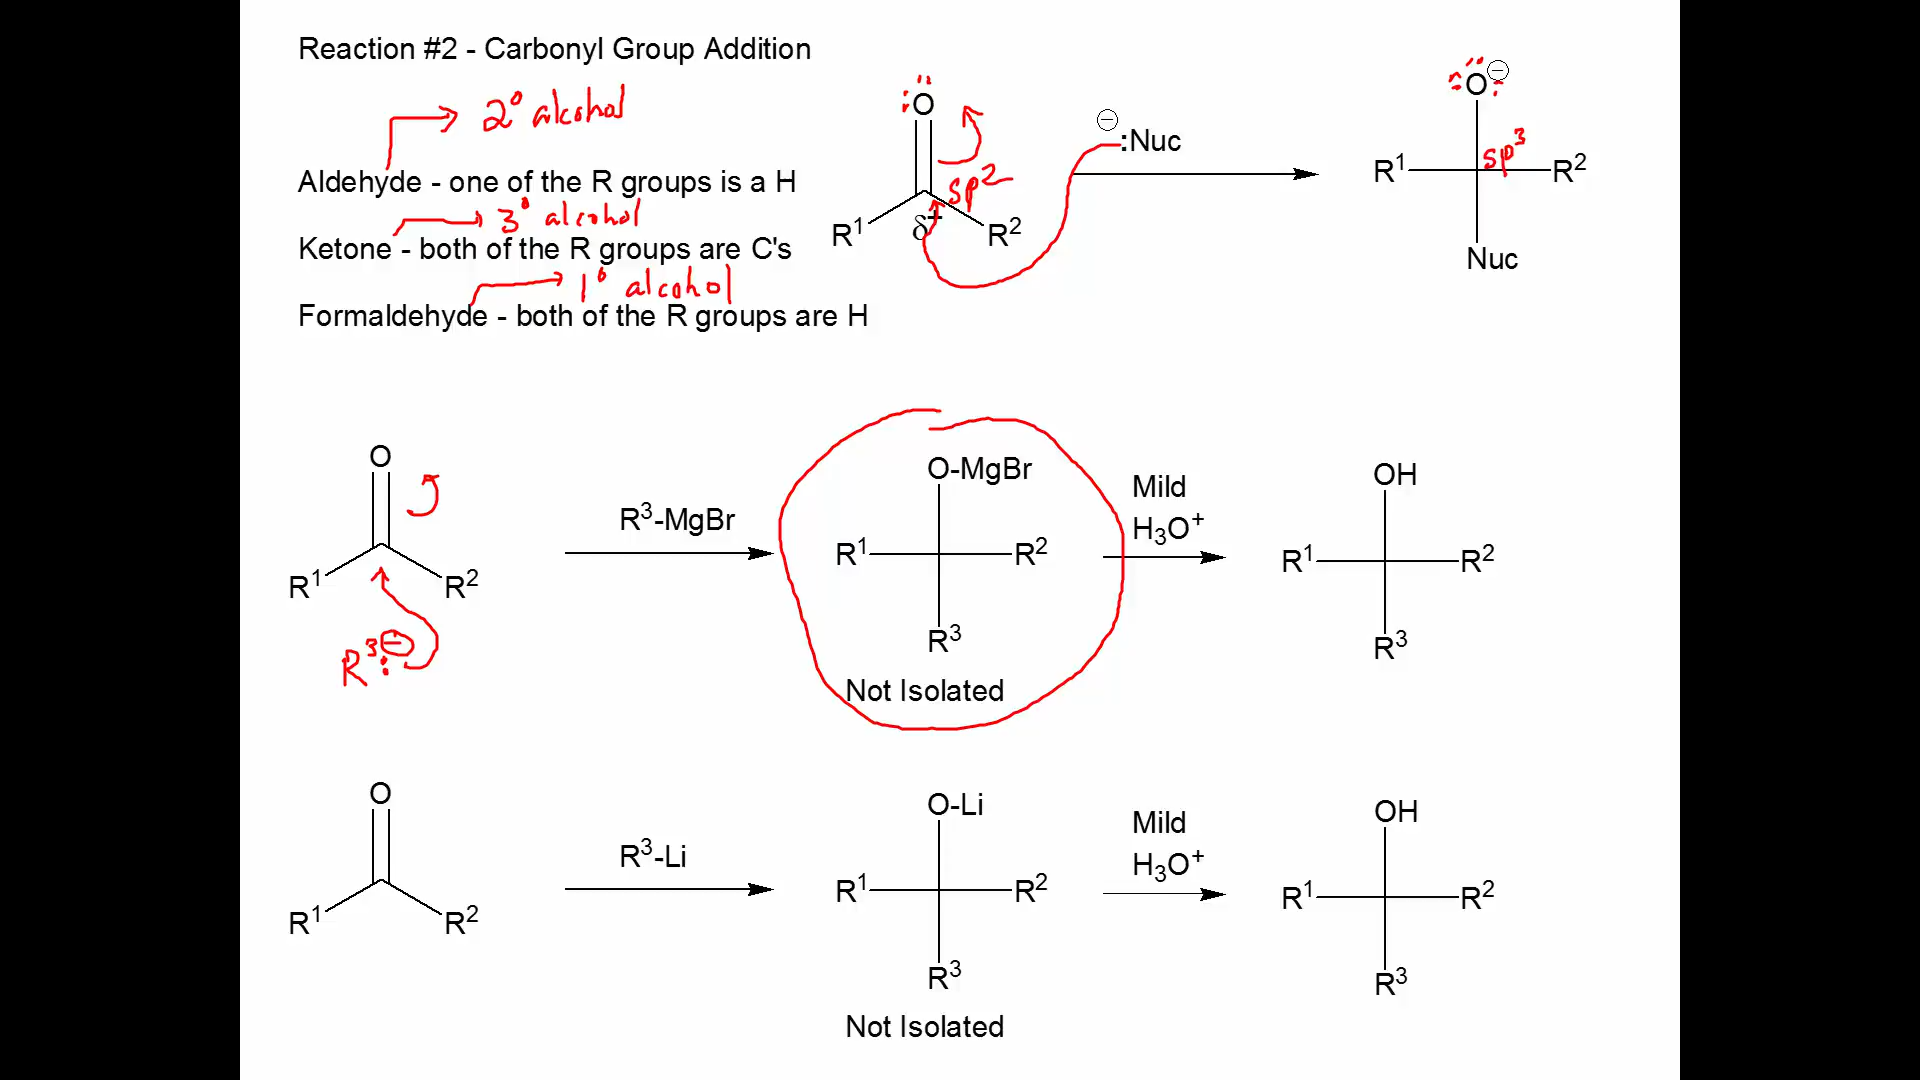 Reaction #2 - Carbonyl Group Addition
2° alcohol
Aldehyde - one of the R groups is a H
3° alcohol
Ketone - both of the R groups are C's
1° alcohol
Formaldehyde - both of the R groups are H
:O:
sp²
δ+
R¹
R²
⊖
:Nuc
:O: ⊖
sp³
R¹
R²
Nuc
O
R¹
R²
R³:⊖
R³-MgBr
O-MgBr
R¹
R²
R³
Not Isolated
Mild
H₃O⁺
OH
R¹
R²
R³
O
R¹
R²
R³-Li
O-Li
R¹
R²
R³
Not Isolated
Mild
H₃O⁺
OH
R¹
R²
R³